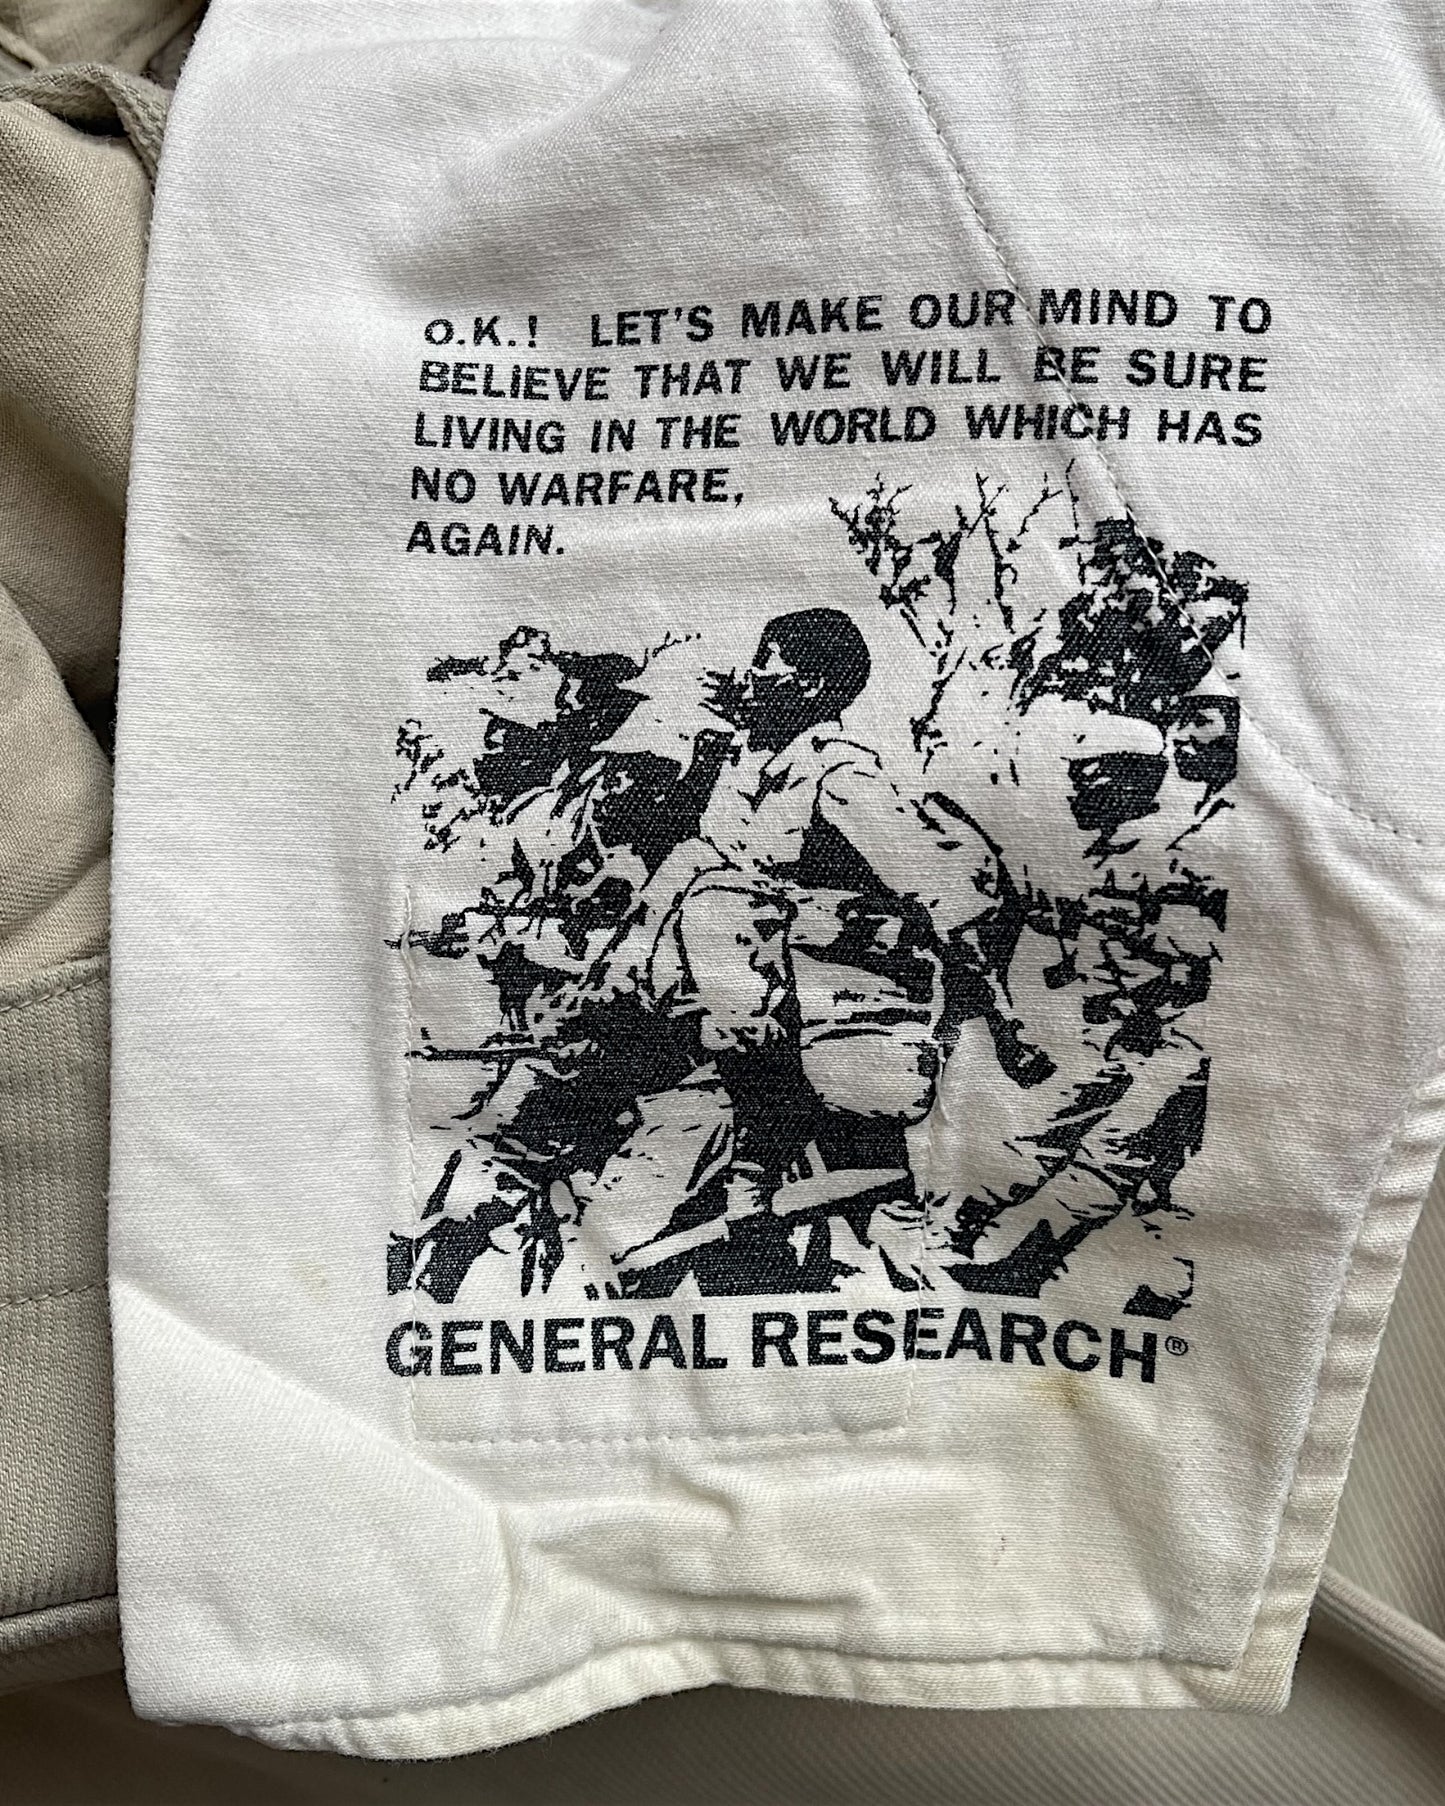 O.K.! LET'S MAKE OUR MIND TO
BELIEVE THAT WE WILL BE SURE
LIVING IN THE WORLD WHICH HAS
NO WARFARE,
AGAIN.
GENERAL RESEARCH®